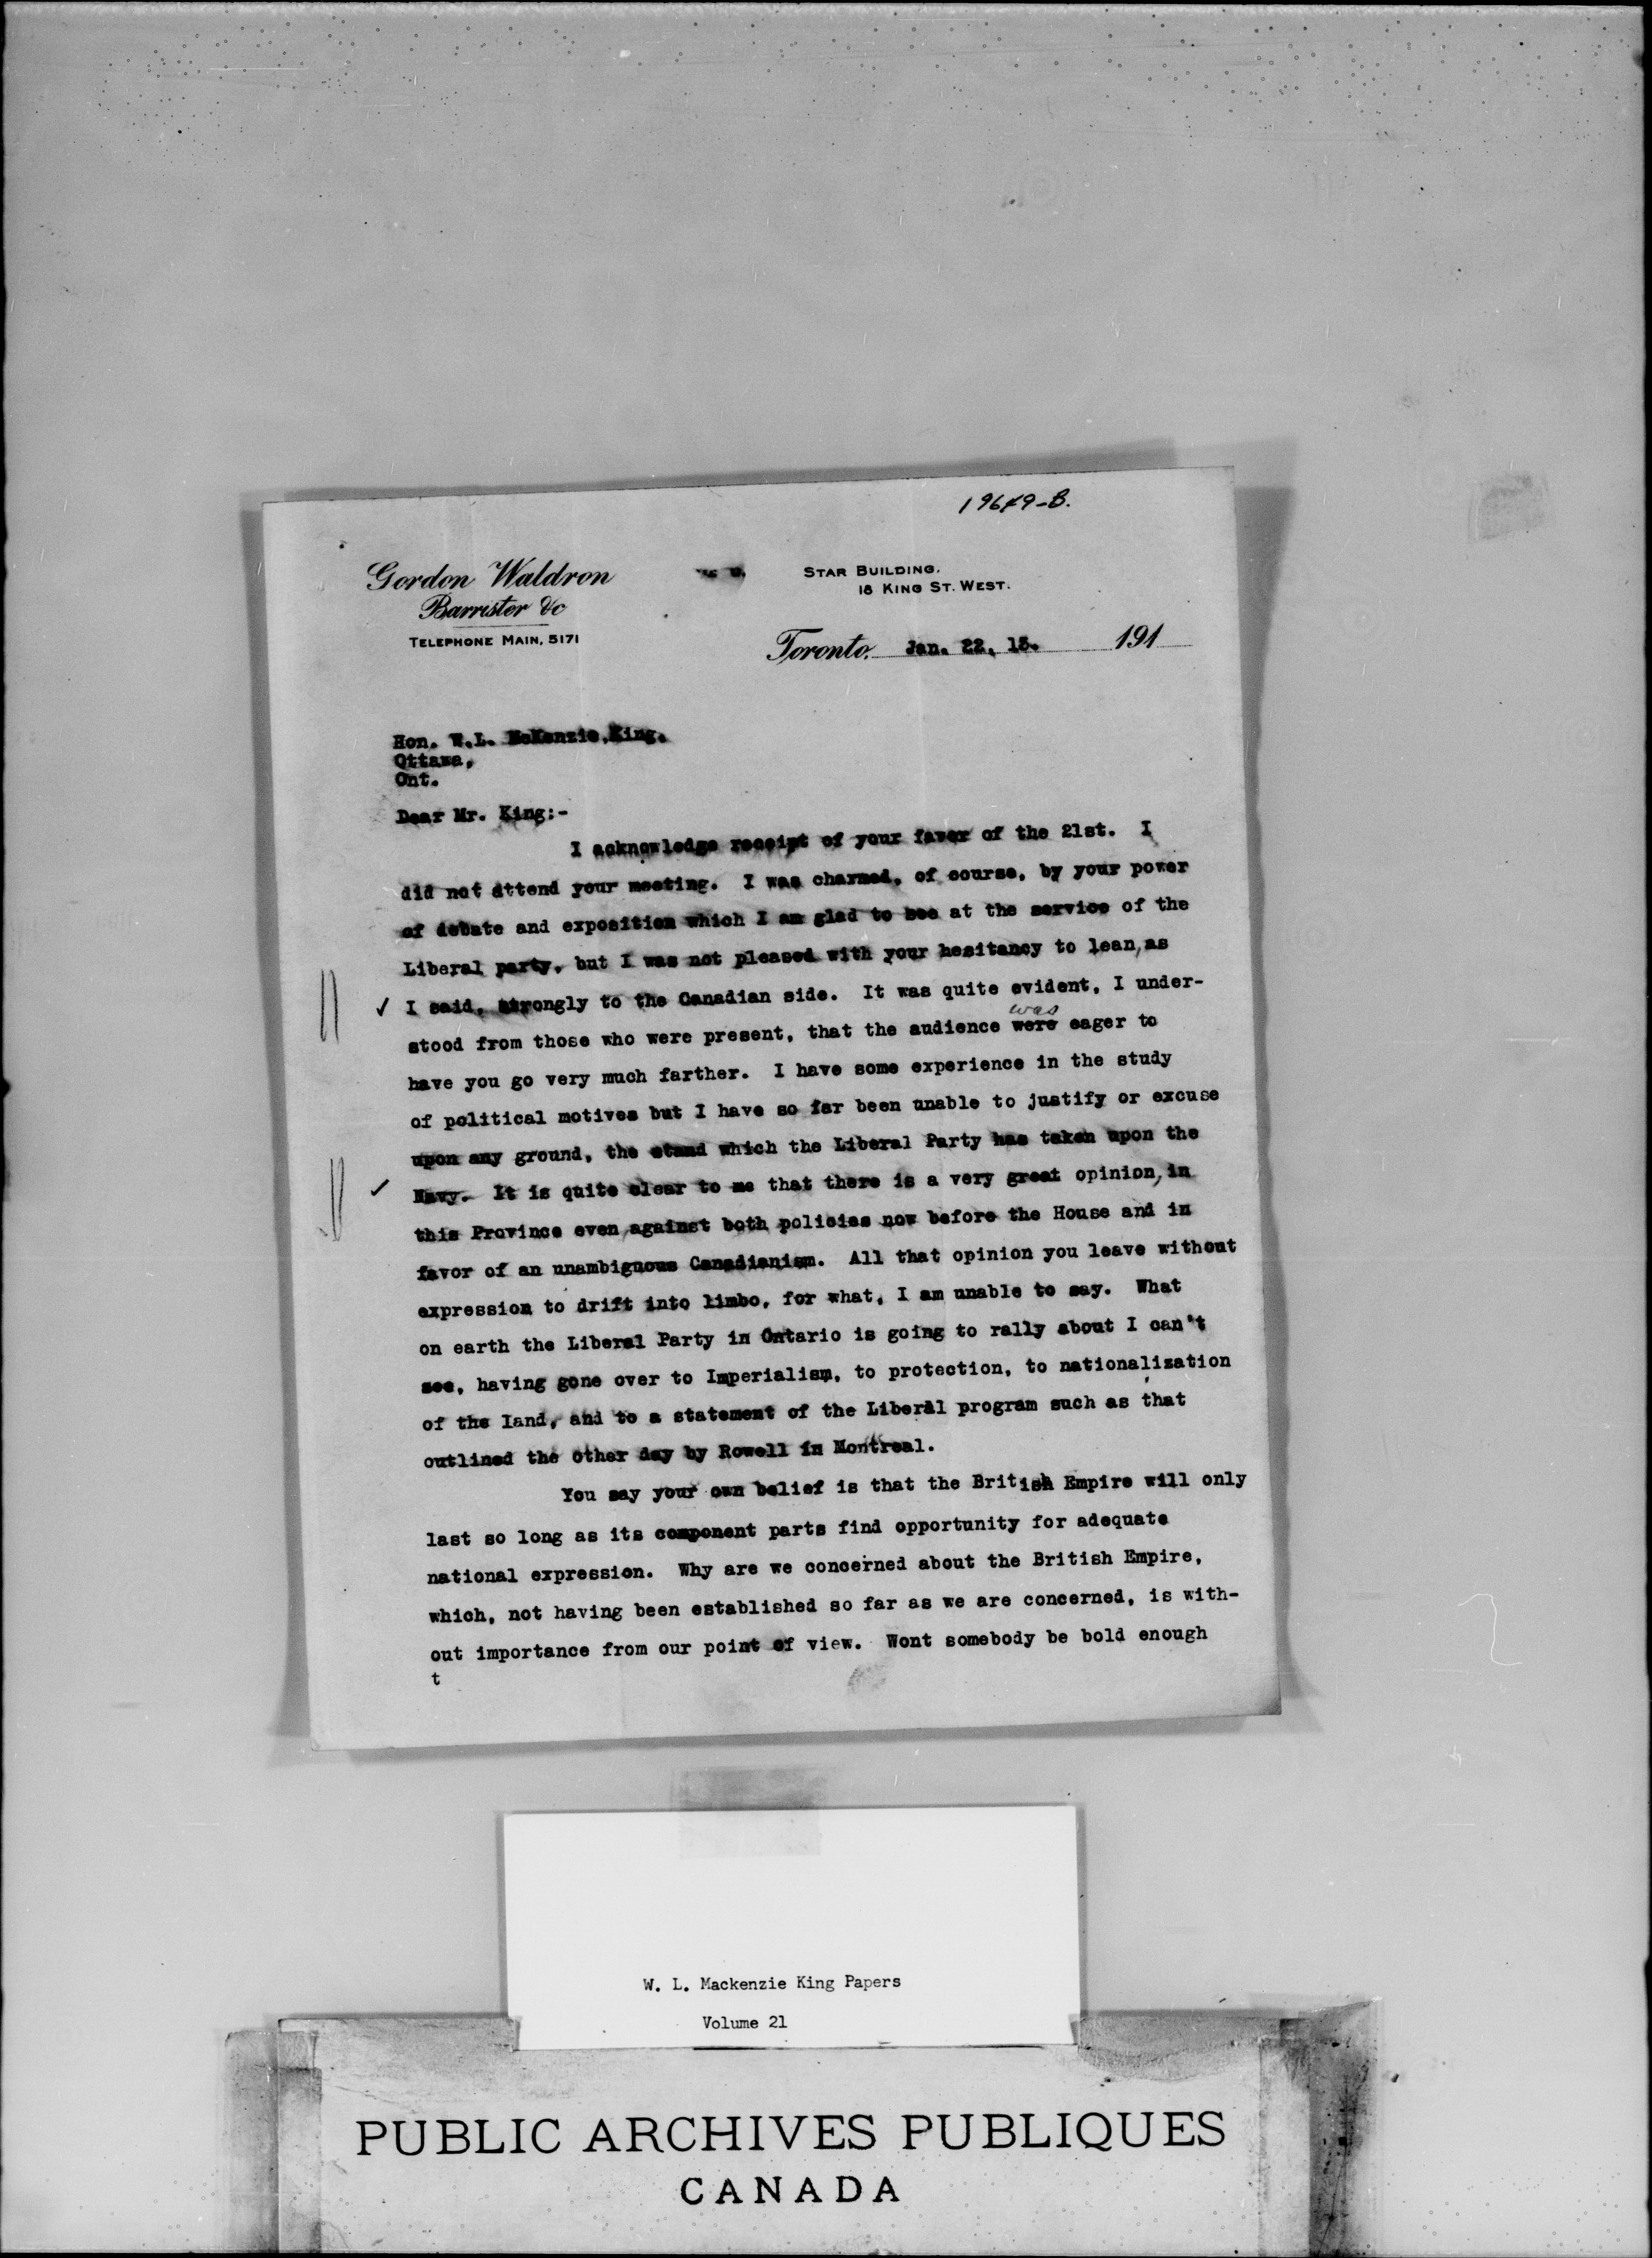 19649-B.
Gordon Waldron
Barrister &c
TELEPHONE MAIN, 5171
STAR BUILDING.
18 KING ST. WEST.
Toronto. Jan. 22, 13. 191
Hon. W.L. McKenzie,King.
Ottawa,
Ont.
Dear Mr. King:-
I acknowledge receipt of your favor of the 21st. I
did not attend your meeting. I was charmed, of course, by your power
of debate and exposition which I am glad to see at the service of the
Liberal party, but I was not pleased with your hesitancy to lean, as
I said, strongly to the Canadian side. It was quite evident, I under-
stood from those who were present, that the audience were was eager to
have you go very much farther. I have some experience in the study
of political motives but I have so far been unable to justify or excuse
upon any ground, the stand which the Liberal Party has taken upon the
Navy. It is quite clear to me that there is a very great opinion, in
this Province even, against both policies now before the House and in
favor of an unambiguous Canadianism. All that opinion you leave without
expression to drift into limbo, for what, I am unable to say. What
on earth the Liberal Party in Ontario is going to rally about I can't
see, having gone over to Imperialism, to protection, to nationalization
of the land, and to a statement of the Liberal program such as that
outlined the other day by Rowell in Montreal.
You say your own belief is that the British Empire will only
last so long as its component parts find opportunity for adequate
national expression. Why are we concerned about the British Empire,
which, not having been established so far as we are concerned, is with-
out importance from our point of view. Wont somebody be bold enough
t
W. L. Mackenzie King Papers
Volume 21
PUBLIC ARCHIVES PUBLIQUES
CANADA